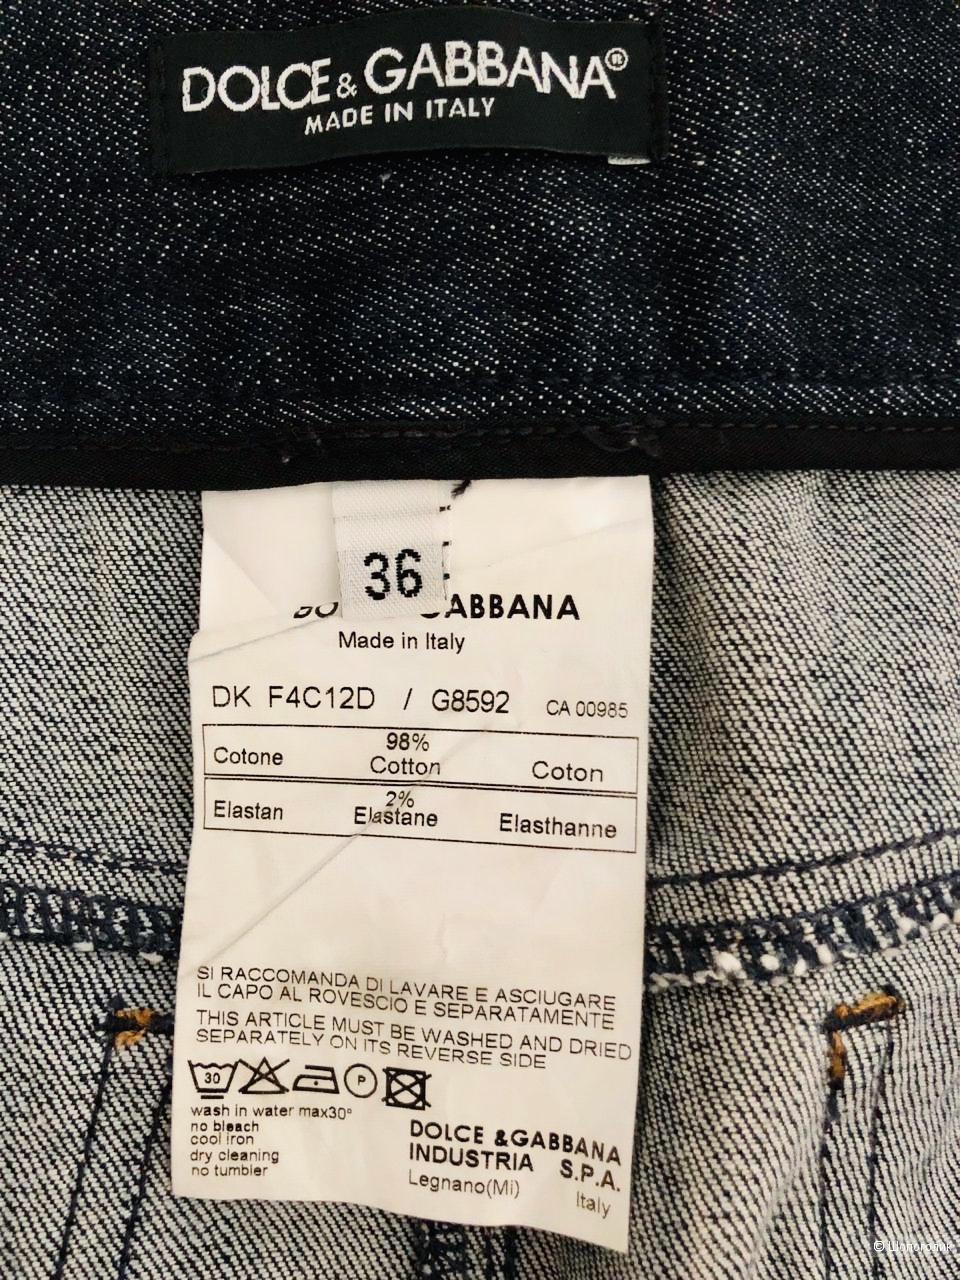 DOLCE & GABBANA®
MADE IN ITALY
36
ABBANA
Made in Italy
DK F4C12D / G8592 CA 00985
98%
Cotone Cotton Coton
2%
Elastan Elastane Elasthanne
SI RACCOMANDA DI LAVARE E ASCIUGARE
IL CAPO AL ROVESCIO E SEPARATAMENTE
THIS ARTICLE MUST BE WASHED AND DRIED
SEPARATELY ON ITS REVERSE SIDE
30 P
wash in water max30°
no bleach
cool iron
dry cleaning
no tumbler
DOLCE &GABBANA
INDUSTRIA S.P.A.
Legnano(Mi)
Italy
© Шопоголик